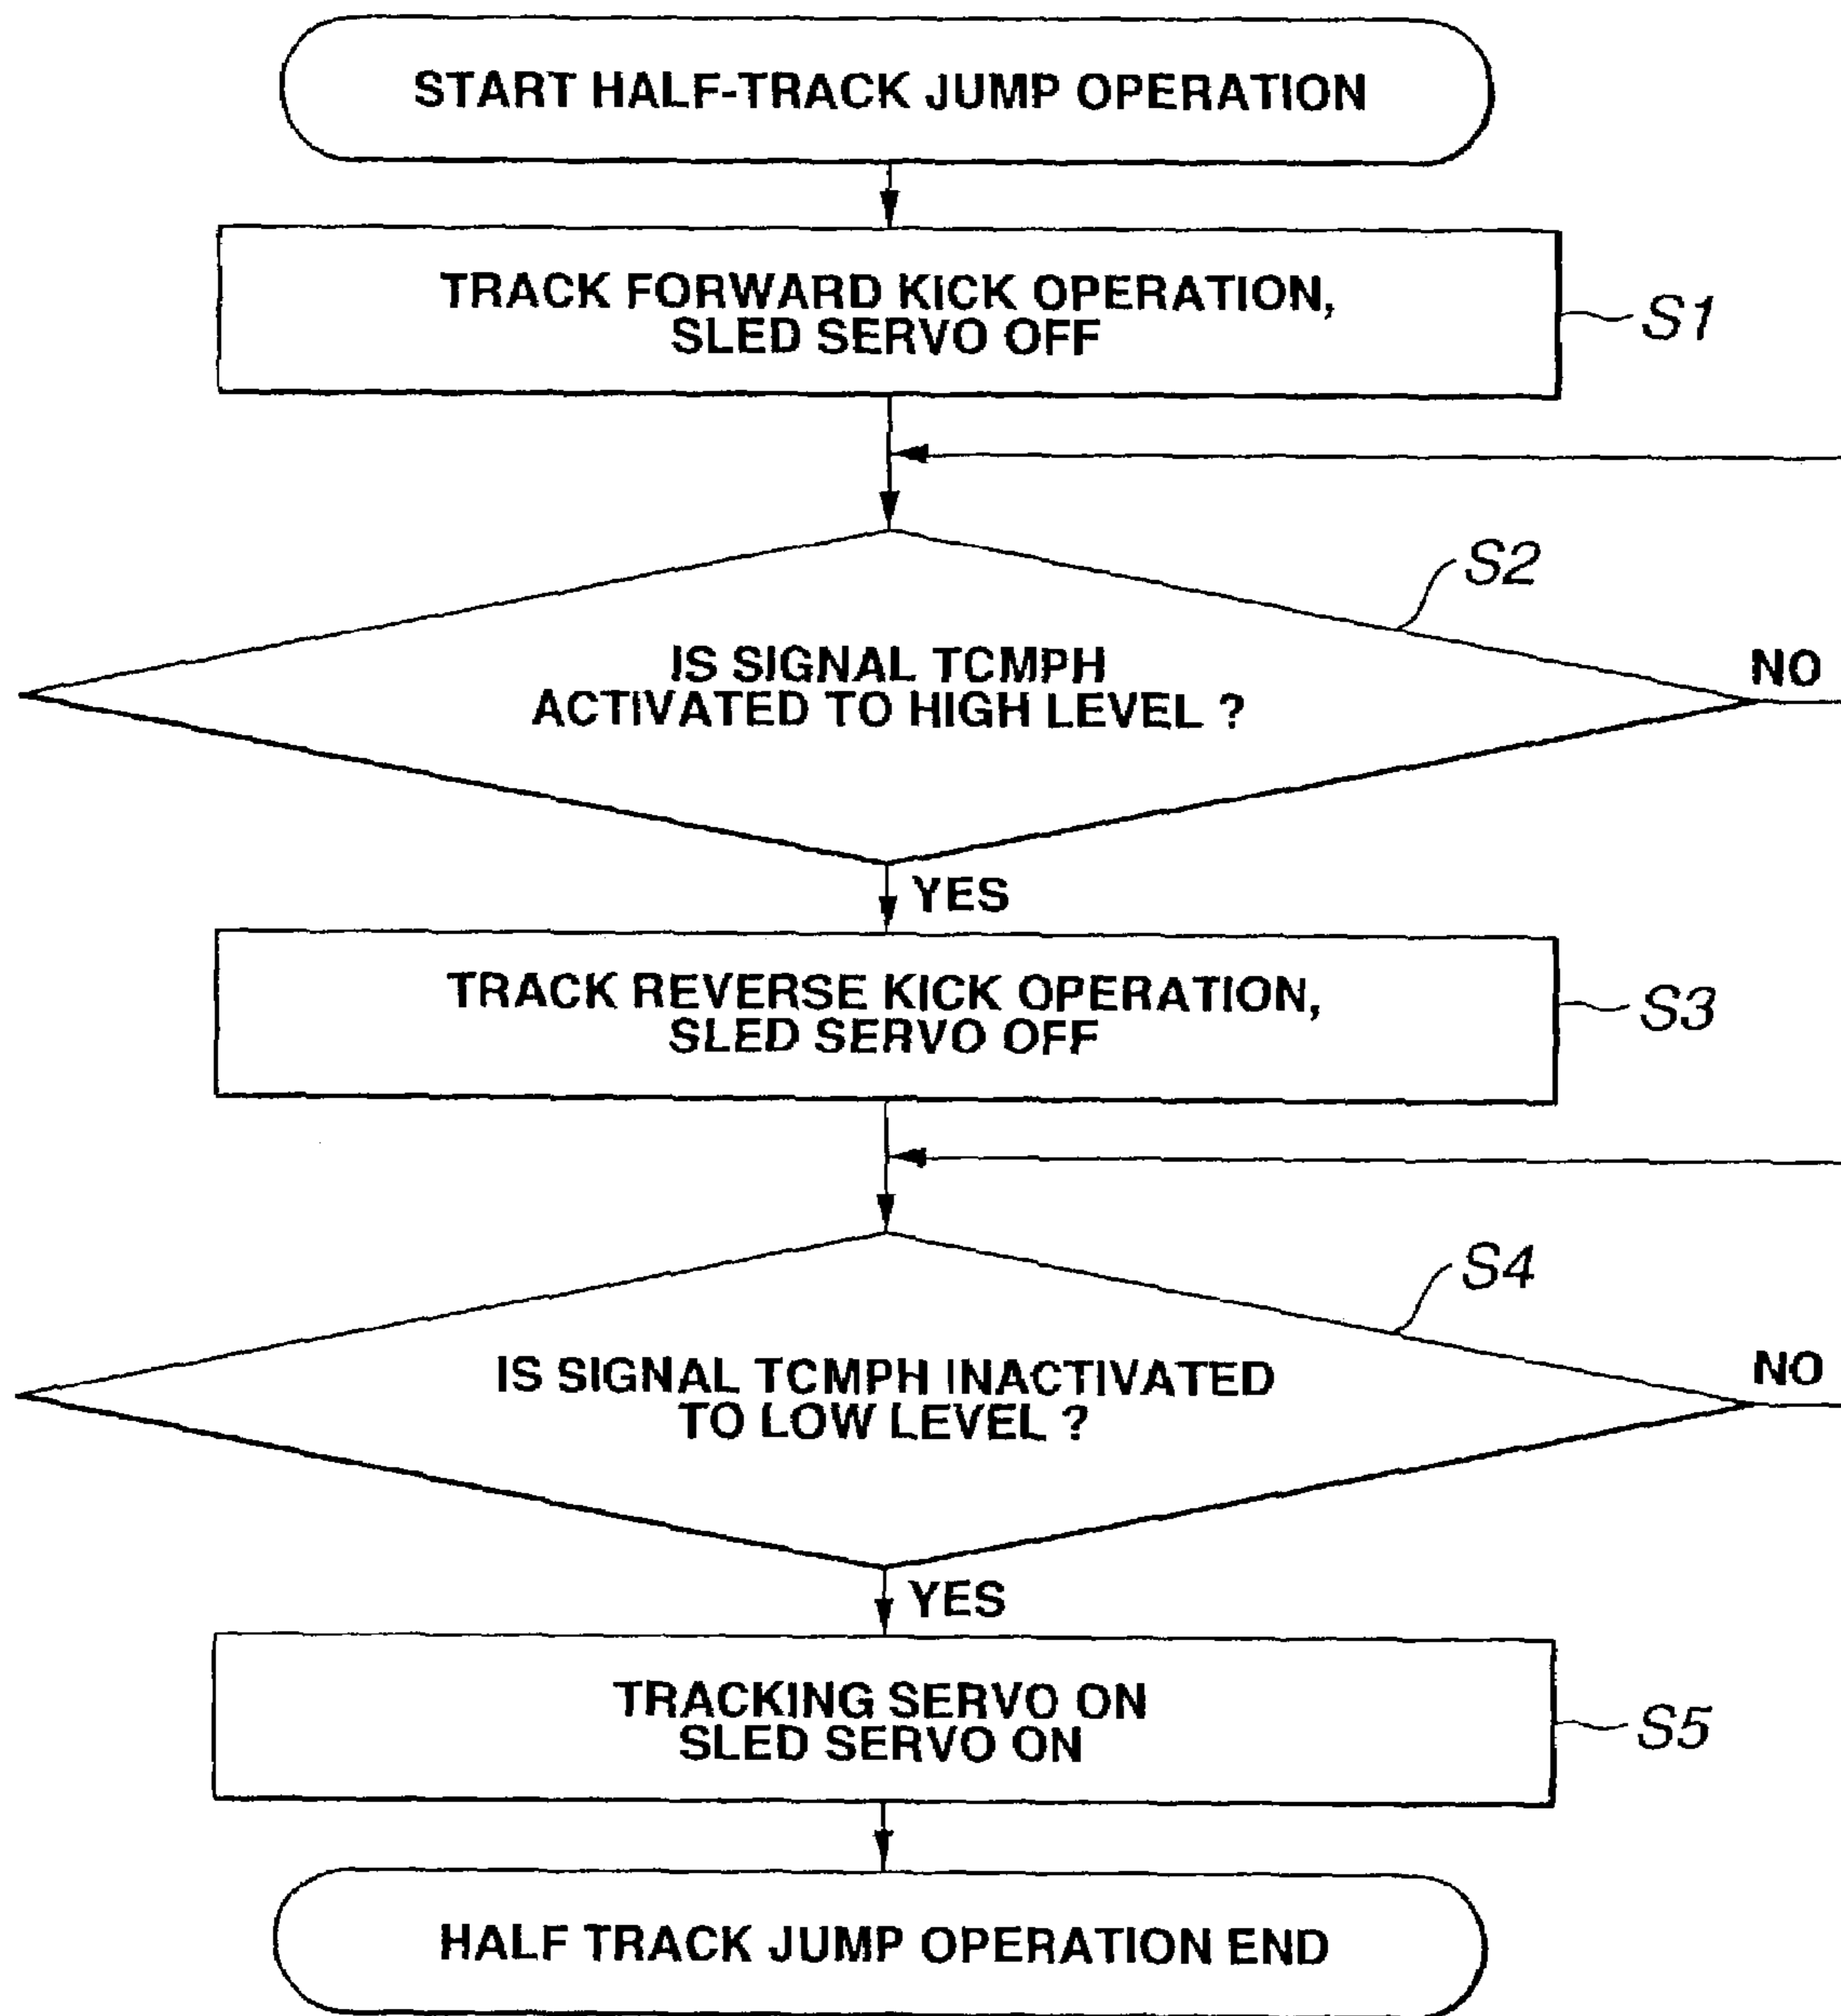 START HALF-TRACK JUMP OPERATION
TRACK FORWARD KICK OPERATION,
SLED SERVO OFF
S1
S2
IS SIGNAL TCMPH
ACTIVATED TO HIGH LEVEL ?
NO
YES
TRACK REVERSE KICK OPERATION,
SLED SERVO OFF
S3
S4
IS SIGNAL TCMPH INACTIVATED
TO LOW LEVEL ?
NO
YES
TRACKING SERVO ON
SLED SERVO ON
S5
HALF TRACK JUMP OPERATION END